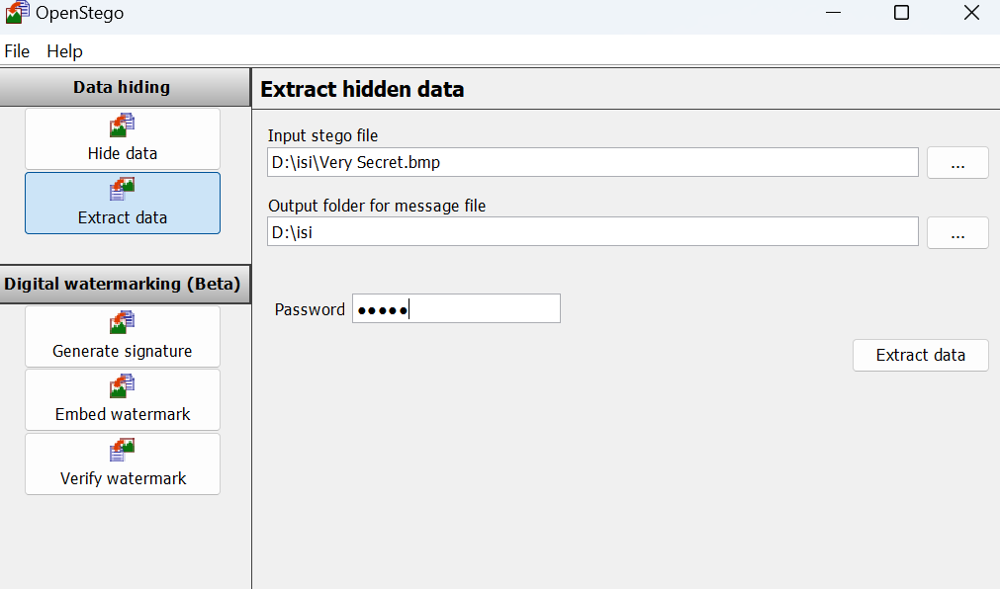 OpenStego
File Help
Data hiding
Hide data
Extract data
Digital watermarking (Beta)
Generate signature
Embed watermark
Verify watermark
Extract hidden data
Input stego file
D:\isi\Very Secret.bmp ...
Output folder for message file
D:\isi ...
Password •••••
Extract data